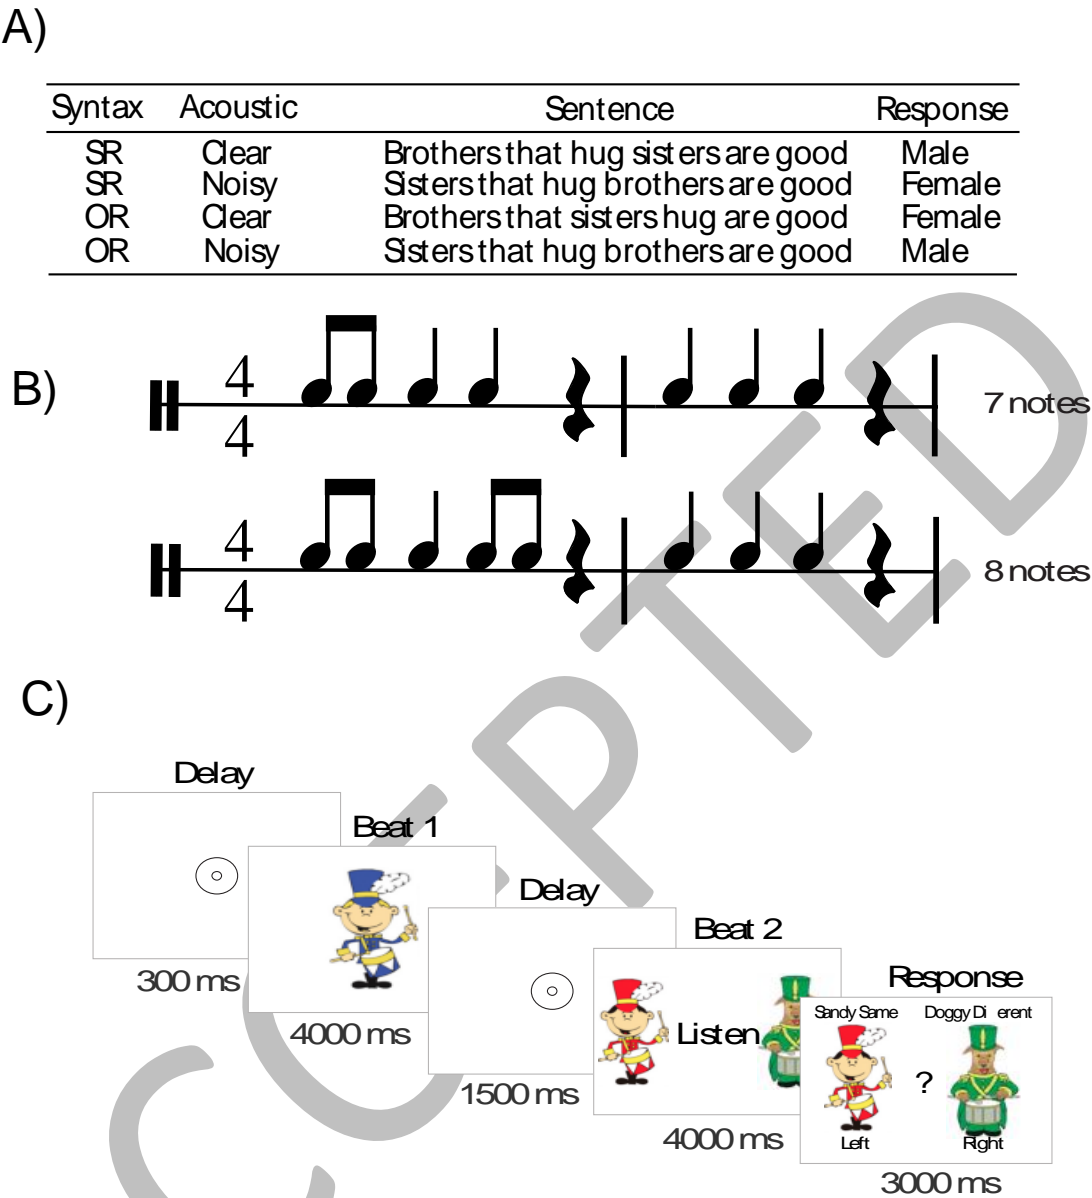 A)
Syntax Acoustic Sentence Response
SR Clear Brothers that hug sisters are good Male
SR Noisy Sisters that hug brothers are good Female
OR Clear Brothers that sisters hug are good Female
OR Noisy Sisters that hug brothers are good Male
B)
4
4
7 notes
4
4
8 notes
C)
Delay
300 ms
Beat 1
4000 ms
Delay
1500 ms
Beat 2
Listen
4000 ms
Response
Sandy Same Doggy Di erent
?
Left Right
3000 ms
CCEPTED